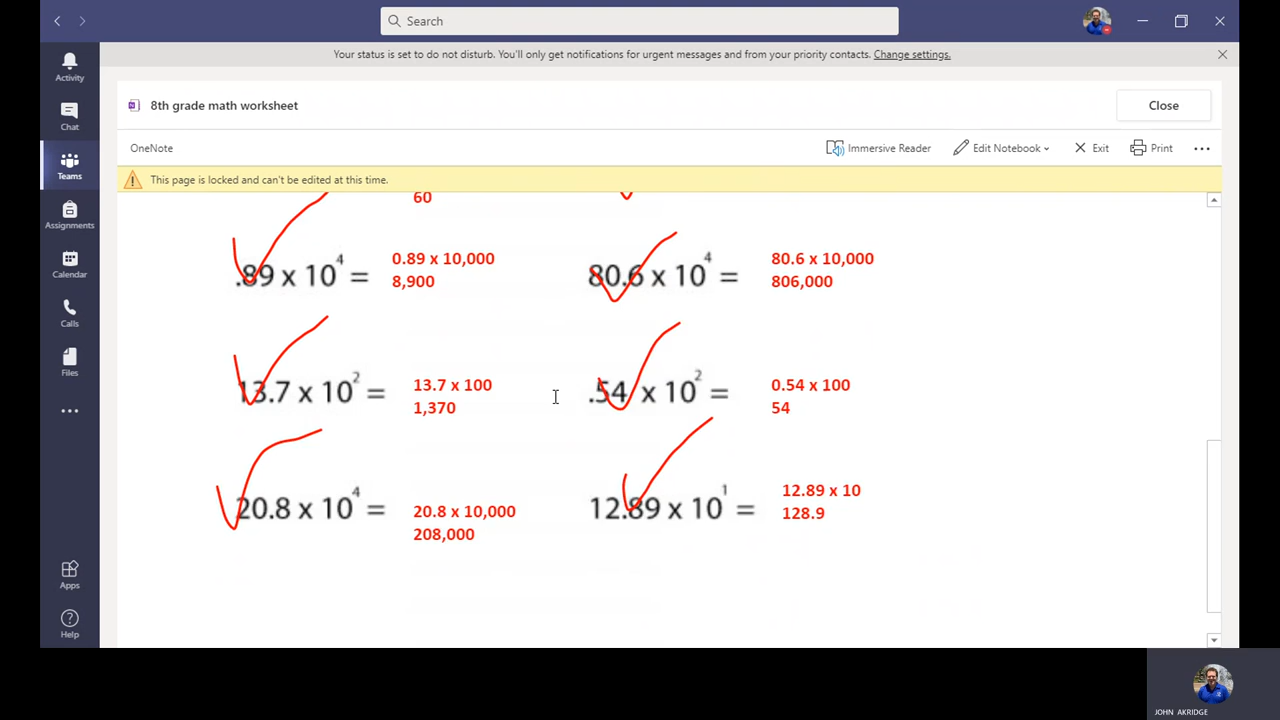 Search
Your status is set to do not disturb. You'll only get notifications for urgent messages and from your priority contacts. Change settings.
Activity
Chat
Teams
Assignments
Calendar
Calls
Files
Apps
Help
8th grade math worksheet
Close
OneNote
Immersive Reader
Edit Notebook
Exit
Print
This page is locked and can't be edited at this time.
60
.89 x 10⁴ =
0.89 x 10,000
8,900
80.6 x 10⁴ =
80.6 x 10,000
806,000
13.7 x 10² =
13.7 x 100
1,370
.54 x 10² =
0.54 x 100
54
20.8 x 10⁴ =
20.8 x 10,000
208,000
12.89 x 10¹ =
12.89 x 10
128.9
JOHN AKRIDGE